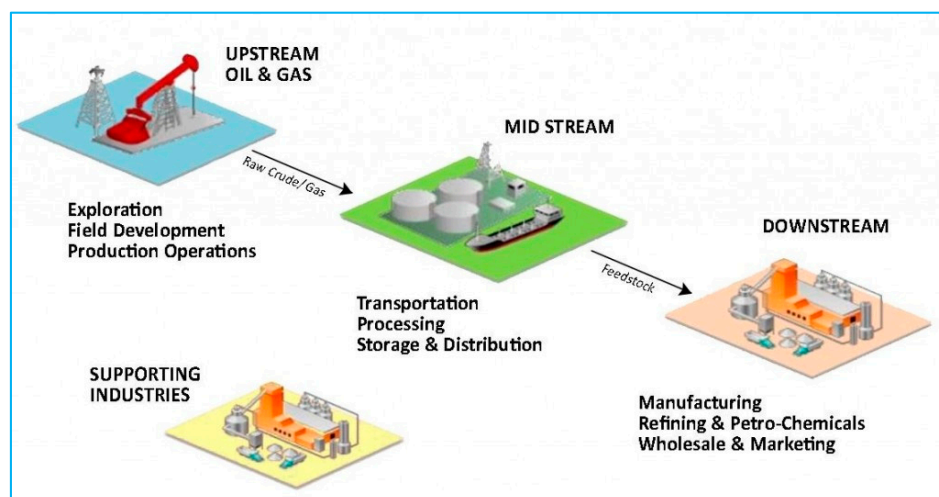 UPSTREAM
OIL & GAS
Raw Crude/Gas
Exploration
Field Development
Production Operations
MID STREAM
Transportation
Processing
Storage & Distribution
Feedstock
DOWNSTREAM
Manufacturing
Refining & Petro-Chemicals
Wholesale & Marketing
SUPPORTING
INDUSTRIES